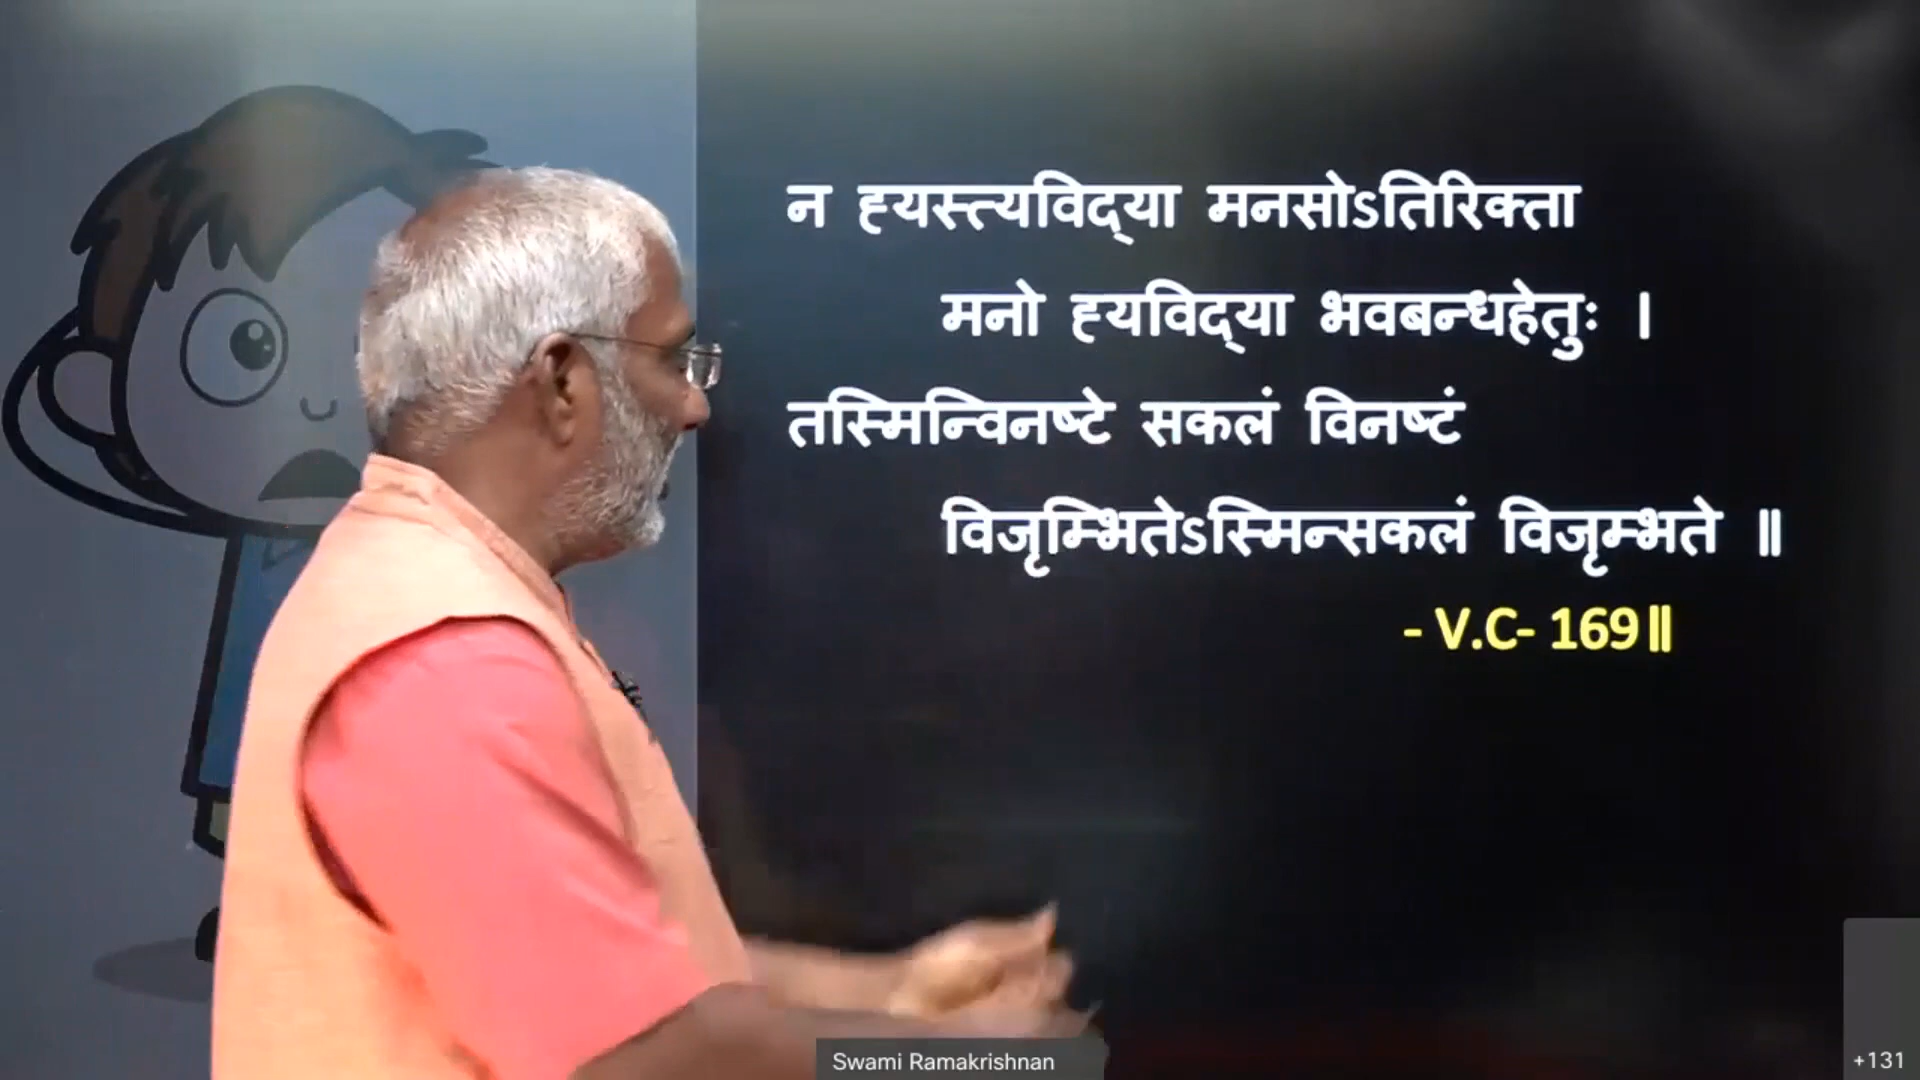 न ह्यस्त्यविद्या मनसोऽतिरिक्ता
मनो ह्यविद्या भवबन्धहेतुः ।
तस्मिन्विनष्टे सकलं विनष्टं
विजृम्भितेऽस्मिन्सकलं विजृम्भते ॥
- V.C- 169॥
Swami Ramakrishnan
+131